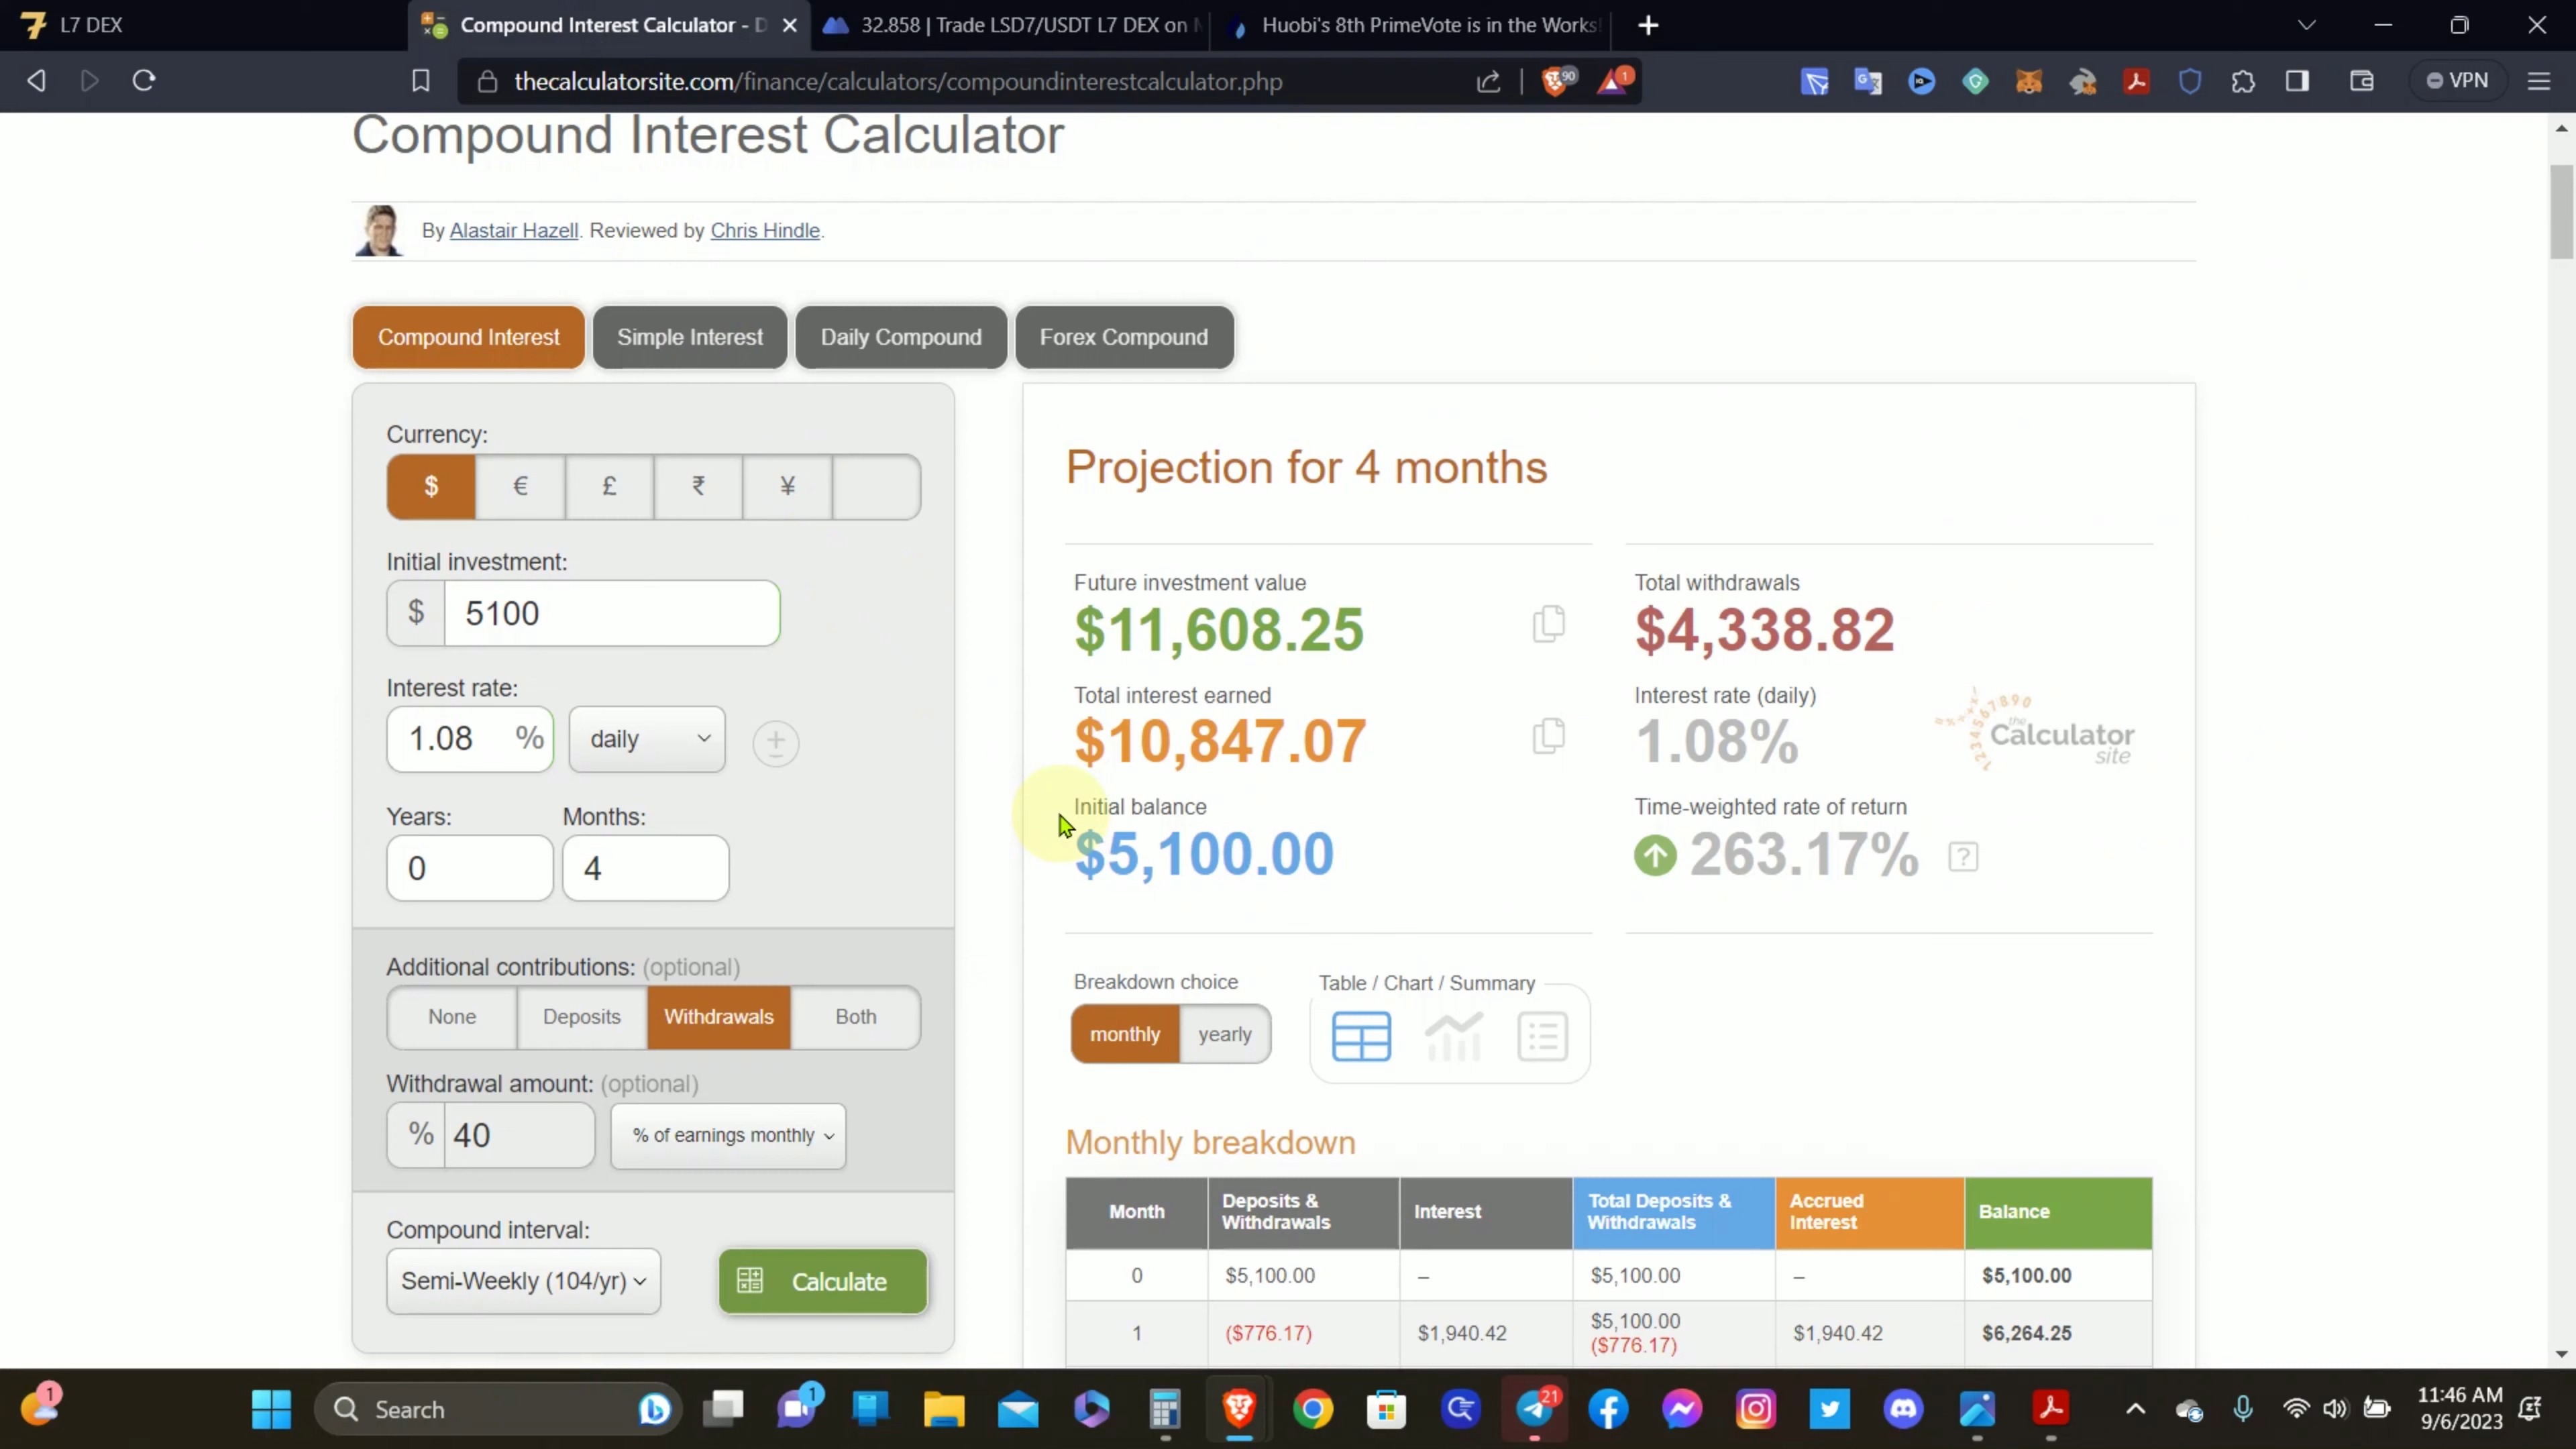 L7 DEX
Compound Interest Calculator - D
32.858 | Trade LSD7/USDT L7 DEX on
Huobi's 8th PrimeVote is in the Works!
thecalculatorsite.com/finance/calculators/compoundinterestcalculator.php
90
1
VPN
Compound Interest Calculator
By Alastair Hazell. Reviewed by Chris Hindle.
Compound Interest
Simple Interest
Daily Compound
Forex Compound
Currency:
$ € £ ₹ ¥
Initial investment:
$ 5100
Interest rate:
1.08 % daily
Years: Months:
0 4
Additional contributions: (optional)
None Deposits Withdrawals Both
Withdrawal amount: (optional)
% 40 % of earnings monthly
Compound interval:
Semi-Weekly (104/yr) Calculate
Projection for 4 months
Future investment value
$11,608.25
Total withdrawals
$4,338.82
Total interest earned
$10,847.07
Interest rate (daily)
1.08%
the
Calculator
site
Initial balance
$5,100.00
Time-weighted rate of return
263.17% ?
Breakdown choice
monthly yearly
Table / Chart / Summary
Monthly breakdown
Month Deposits & Withdrawals Interest Total Deposits & Withdrawals Accrued Interest Balance
0 $5,100.00 – $5,100.00 – $5,100.00
1 ($776.17) $1,940.42 $5,100.00 ($776.17) $1,940.42 $6,264.25
1
Search
1
21
11:46 AM
9/6/2023